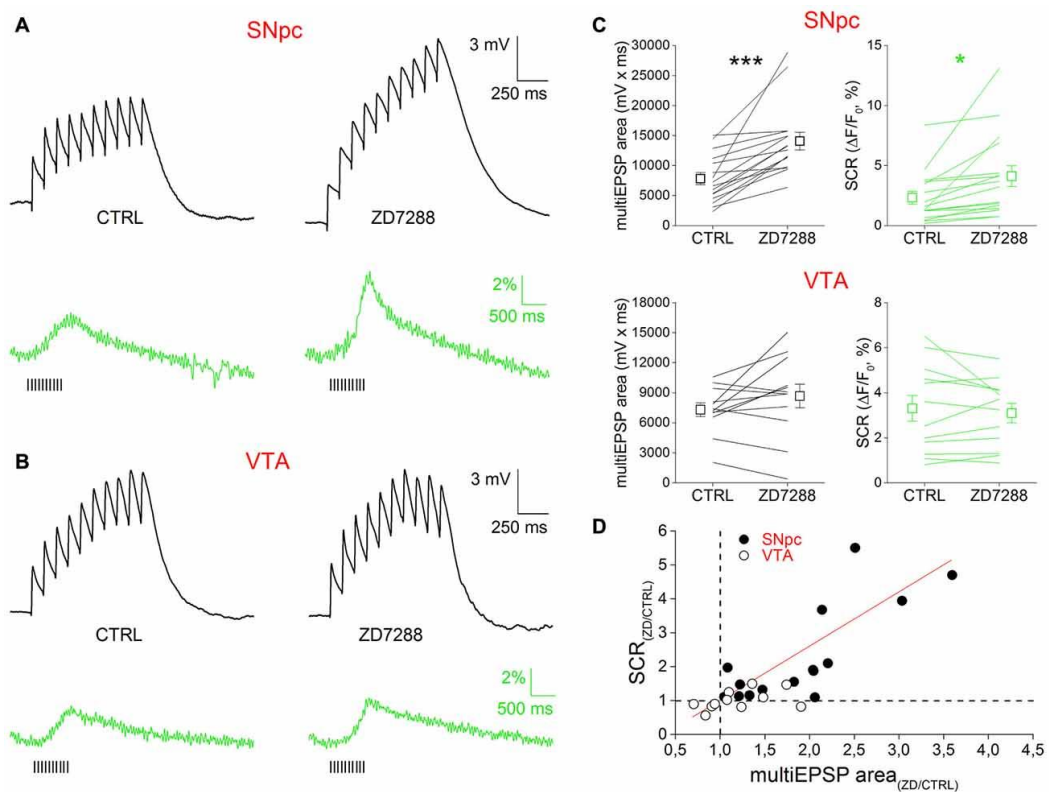 A
SNpc
3 mV
250 ms
CTRL
ZD7288
2%
500 ms
B
VTA
3 mV
250 ms
CTRL
ZD7288
2%
500 ms
C
SNpc
multiEPSP area (mV x ms)
30000
25000
20000
15000
10000
5000
0
***
CTRL
ZD7288
SCR (ΔF/F0, %)
15
10
5
0
*
CTRL
ZD7288
VTA
multiEPSP area (mV x ms)
18000
15000
12000
9000
6000
3000
0
CTRL
ZD7288
SCR (ΔF/F0, %)
8
6
4
2
0
CTRL
ZD7288
D
SCR(ZD/CTRL)
6
5
4
3
2
1
0
SNpc
VTA
0,5 1,0 1,5 2,0 2,5 3,0 3,5 4,0 4,5
multiEPSP area(ZD/CTRL)